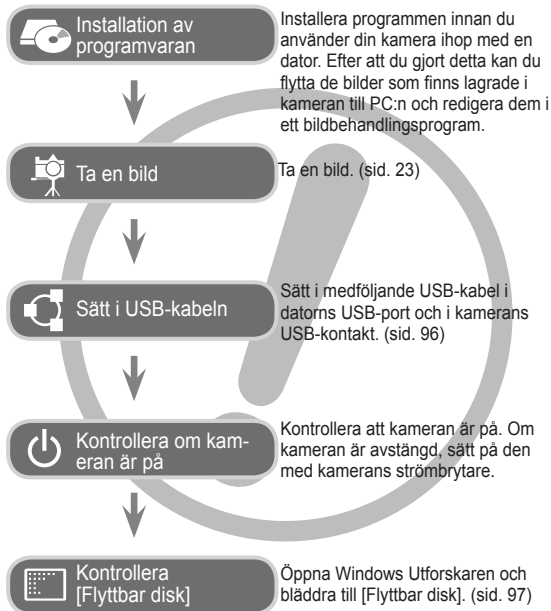 Installation av
programvaran
Installera programmen innan du
använder din kamera ihop med en
dator. Efter att du gjort detta kan du
flytta de bilder som finns lagrade i
kameran till PC:n och redigera dem i
ett bildbehandlingsprogram.
Ta en bild
Ta en bild. (sid. 23)
Sätt i USB-kabeln
Sätt i medföljande USB-kabel i
datorns USB-port och i kamerans
USB-kontakt. (sid. 96)
Kontrollera om kam-
eran är på
Kontrollera att kameran är på. Om
kameran är avstängd, sätt på den
med kamerans strömbrytare.
Kontrollera
[Flyttbar disk]
Öppna Windows Utforskaren och
bläddra till [Flyttbar disk]. (sid. 97)